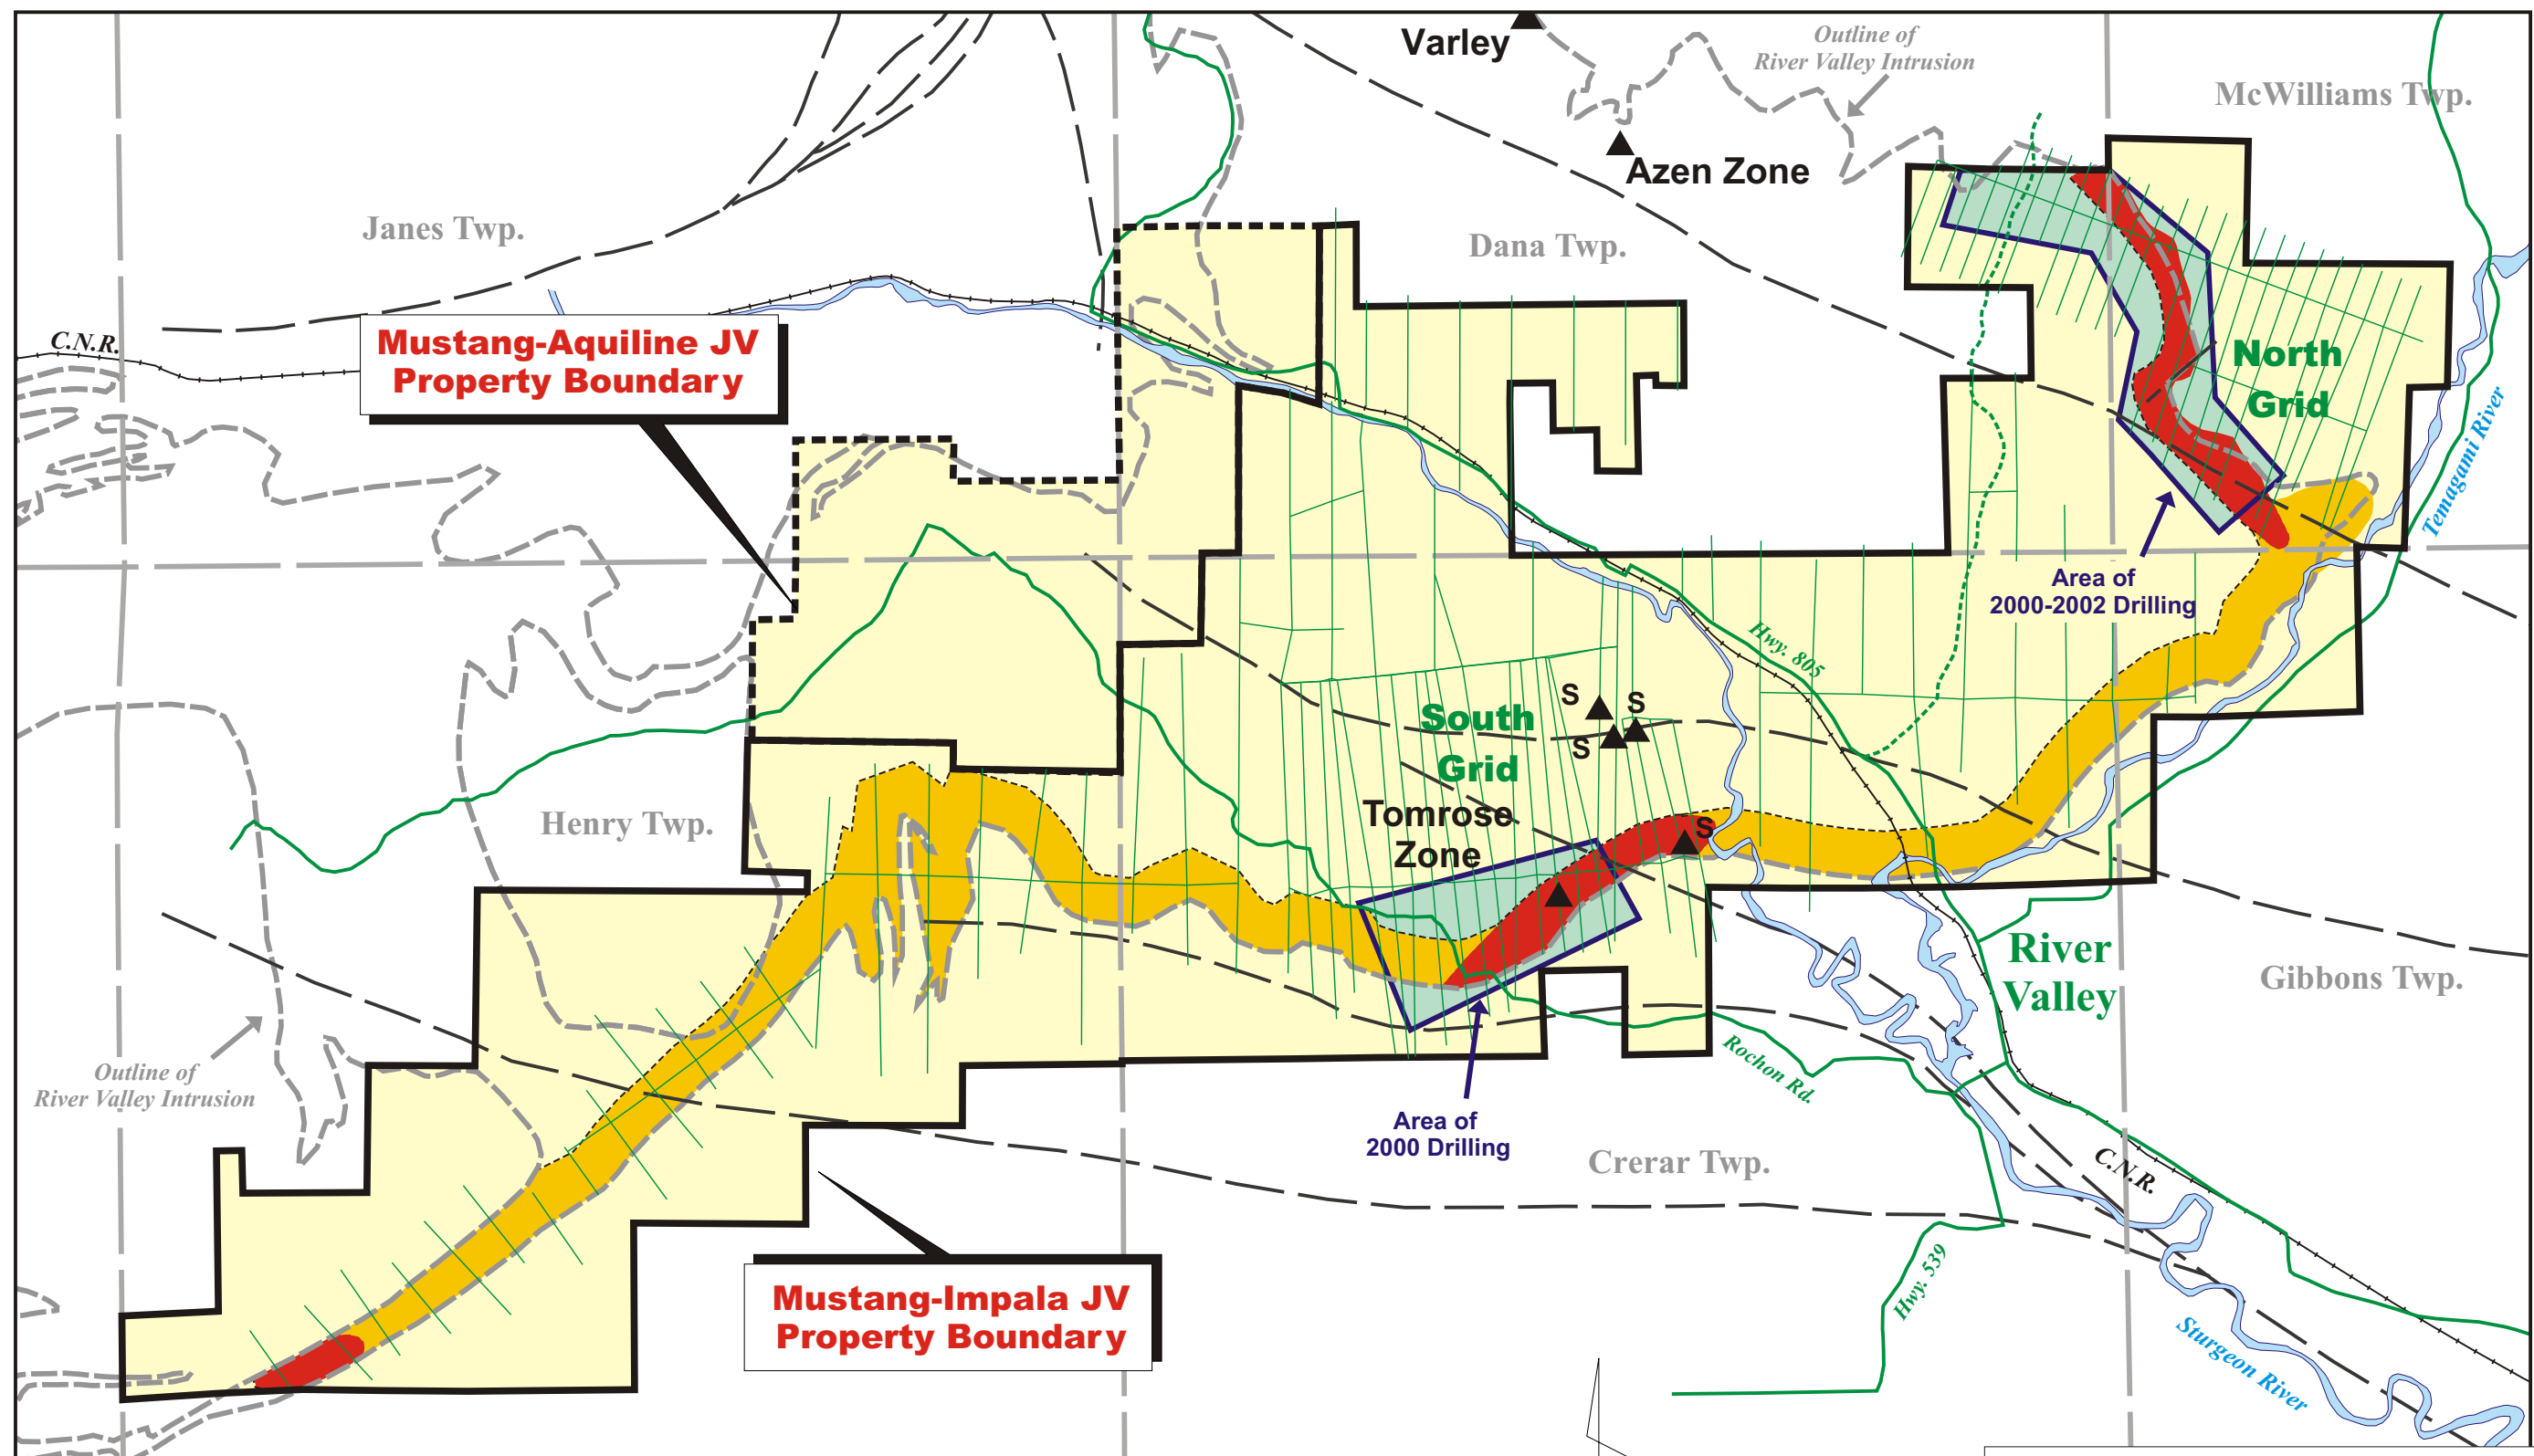 Varley
Outline of
River Valley Intrusion
McWilliams Twp.
Azen Zone
Janes Twp.
Dana Twp.
C.N.R.
Mustang-Aquiline JV
Property Boundary
North
Grid
Temagami River
Area of
2000-2002 Drilling
Hwy. 805
S
S
S
South
Grid
Tomrose
Zone
S
Henry Twp.
River
Valley
Gibbons Twp.
Outline of
River Valley Intrusion
Rochon Rd.
Area of
2000 Drilling
Crerar Twp.
C.N.R.
Hwy. 539
Mustang-Impala JV
Property Boundary
Sturgeon River